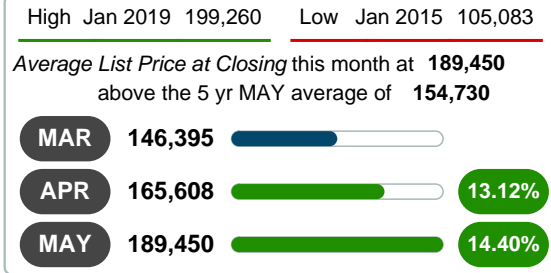 High Jan 2019 199,260 Low Jan 2015 105,083
Average List Price at Closing this month at 189,450
above the 5 yr MAY average of 154,730
MAR 146,395
APR 165,608 13.12%
MAY 189,450 14.40%